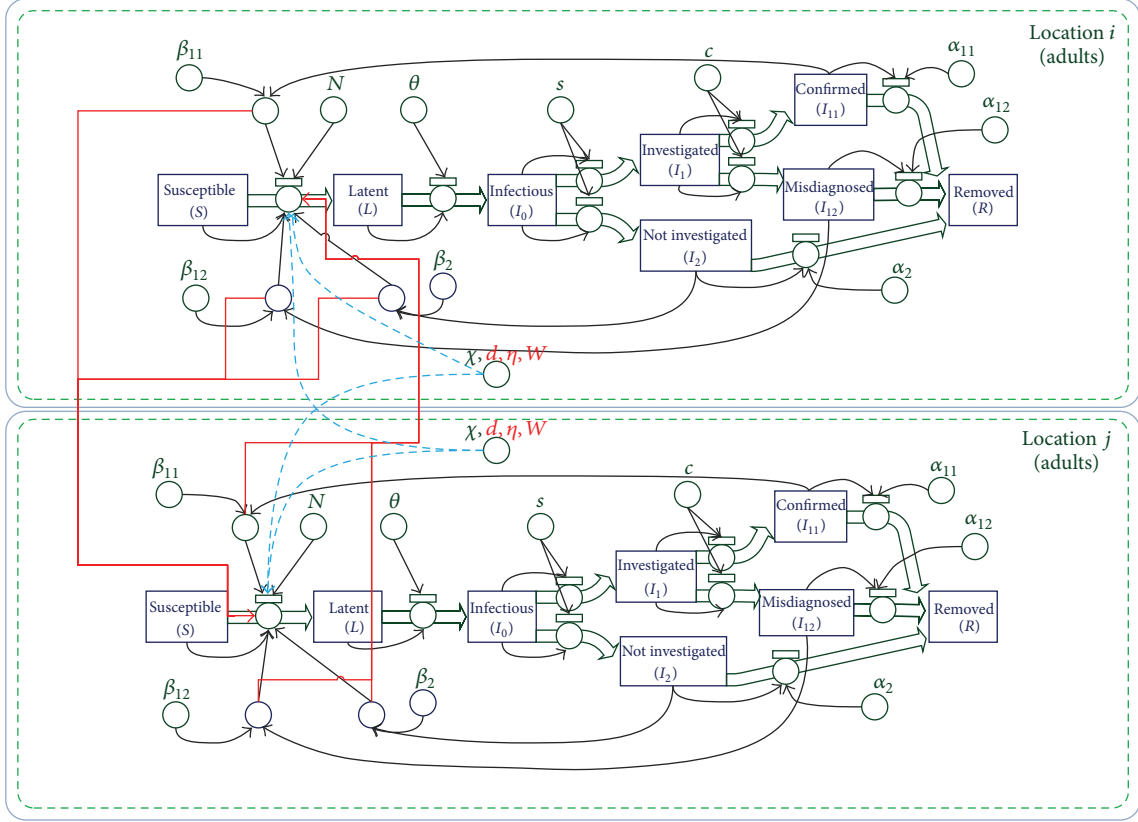 Location i
(adults)
β11
N
θ
s
c
α11
α12
Confirmed
(I11)
Investigated
(I1)
Susceptible
(S)
Latent
(L)
Infectious
(I0)
Misdiagnosed
(I12)
Removed
(R)
Not investigated
(I2)
β12
β2
α2
χ, d, η, W
χ, d, η, W
Location j
(adults)
β11
N
θ
s
c
α11
α12
Confirmed
(I11)
Investigated
(I1)
Susceptible
(S)
Latent
(L)
Infectious
(I0)
Misdiagnosed
(I12)
Removed
(R)
Not investigated
(I2)
β12
β2
α2